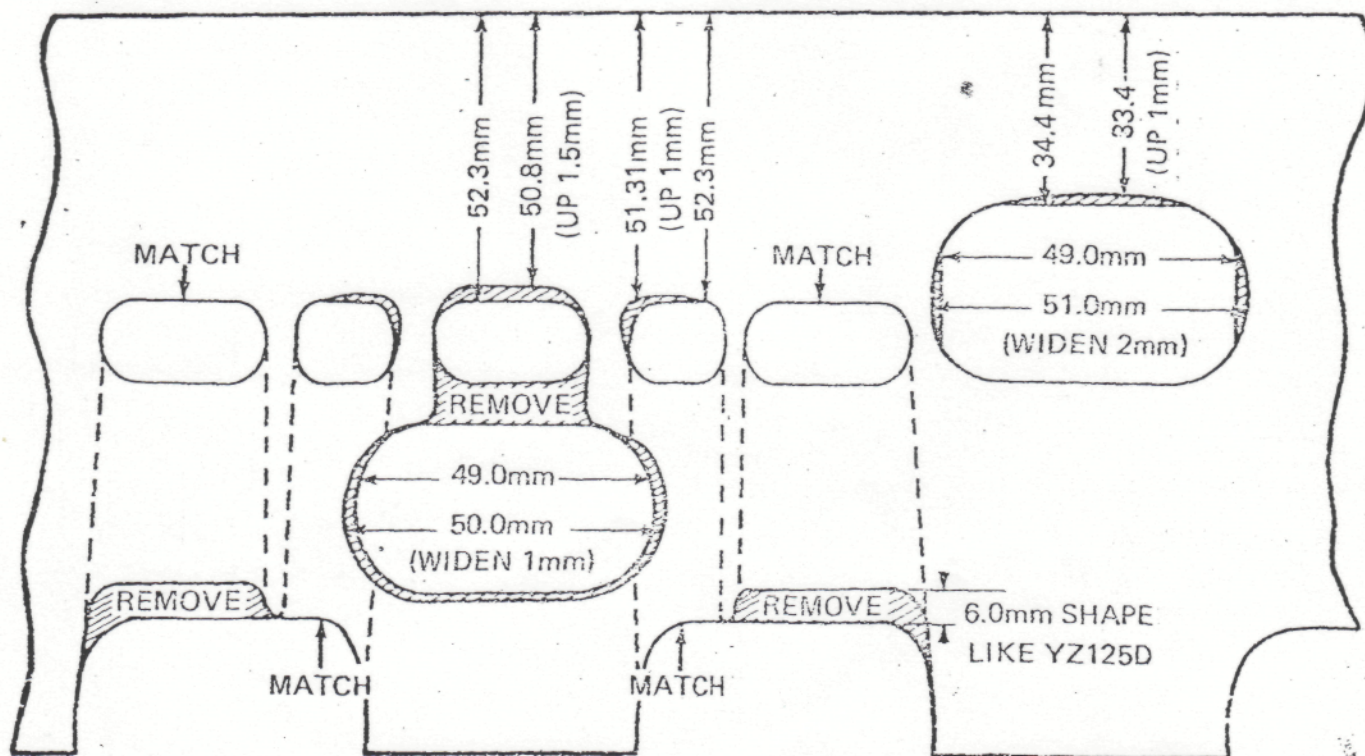 52.3mm
50.8mm
(UP 1.5mm)
51.31mm
(UP 1mm)
52.3mm
34.4 mm
33.4
(UP 1mm)
MATCH
MATCH
49.0mm
51.0mm
(WIDEN 2mm)
REMOVE
49.0mm
50.0mm
(WIDEN 1mm)
REMOVE
REMOVE
6.0mm SHAPE
LIKE YZ125D
MATCH
MATCH